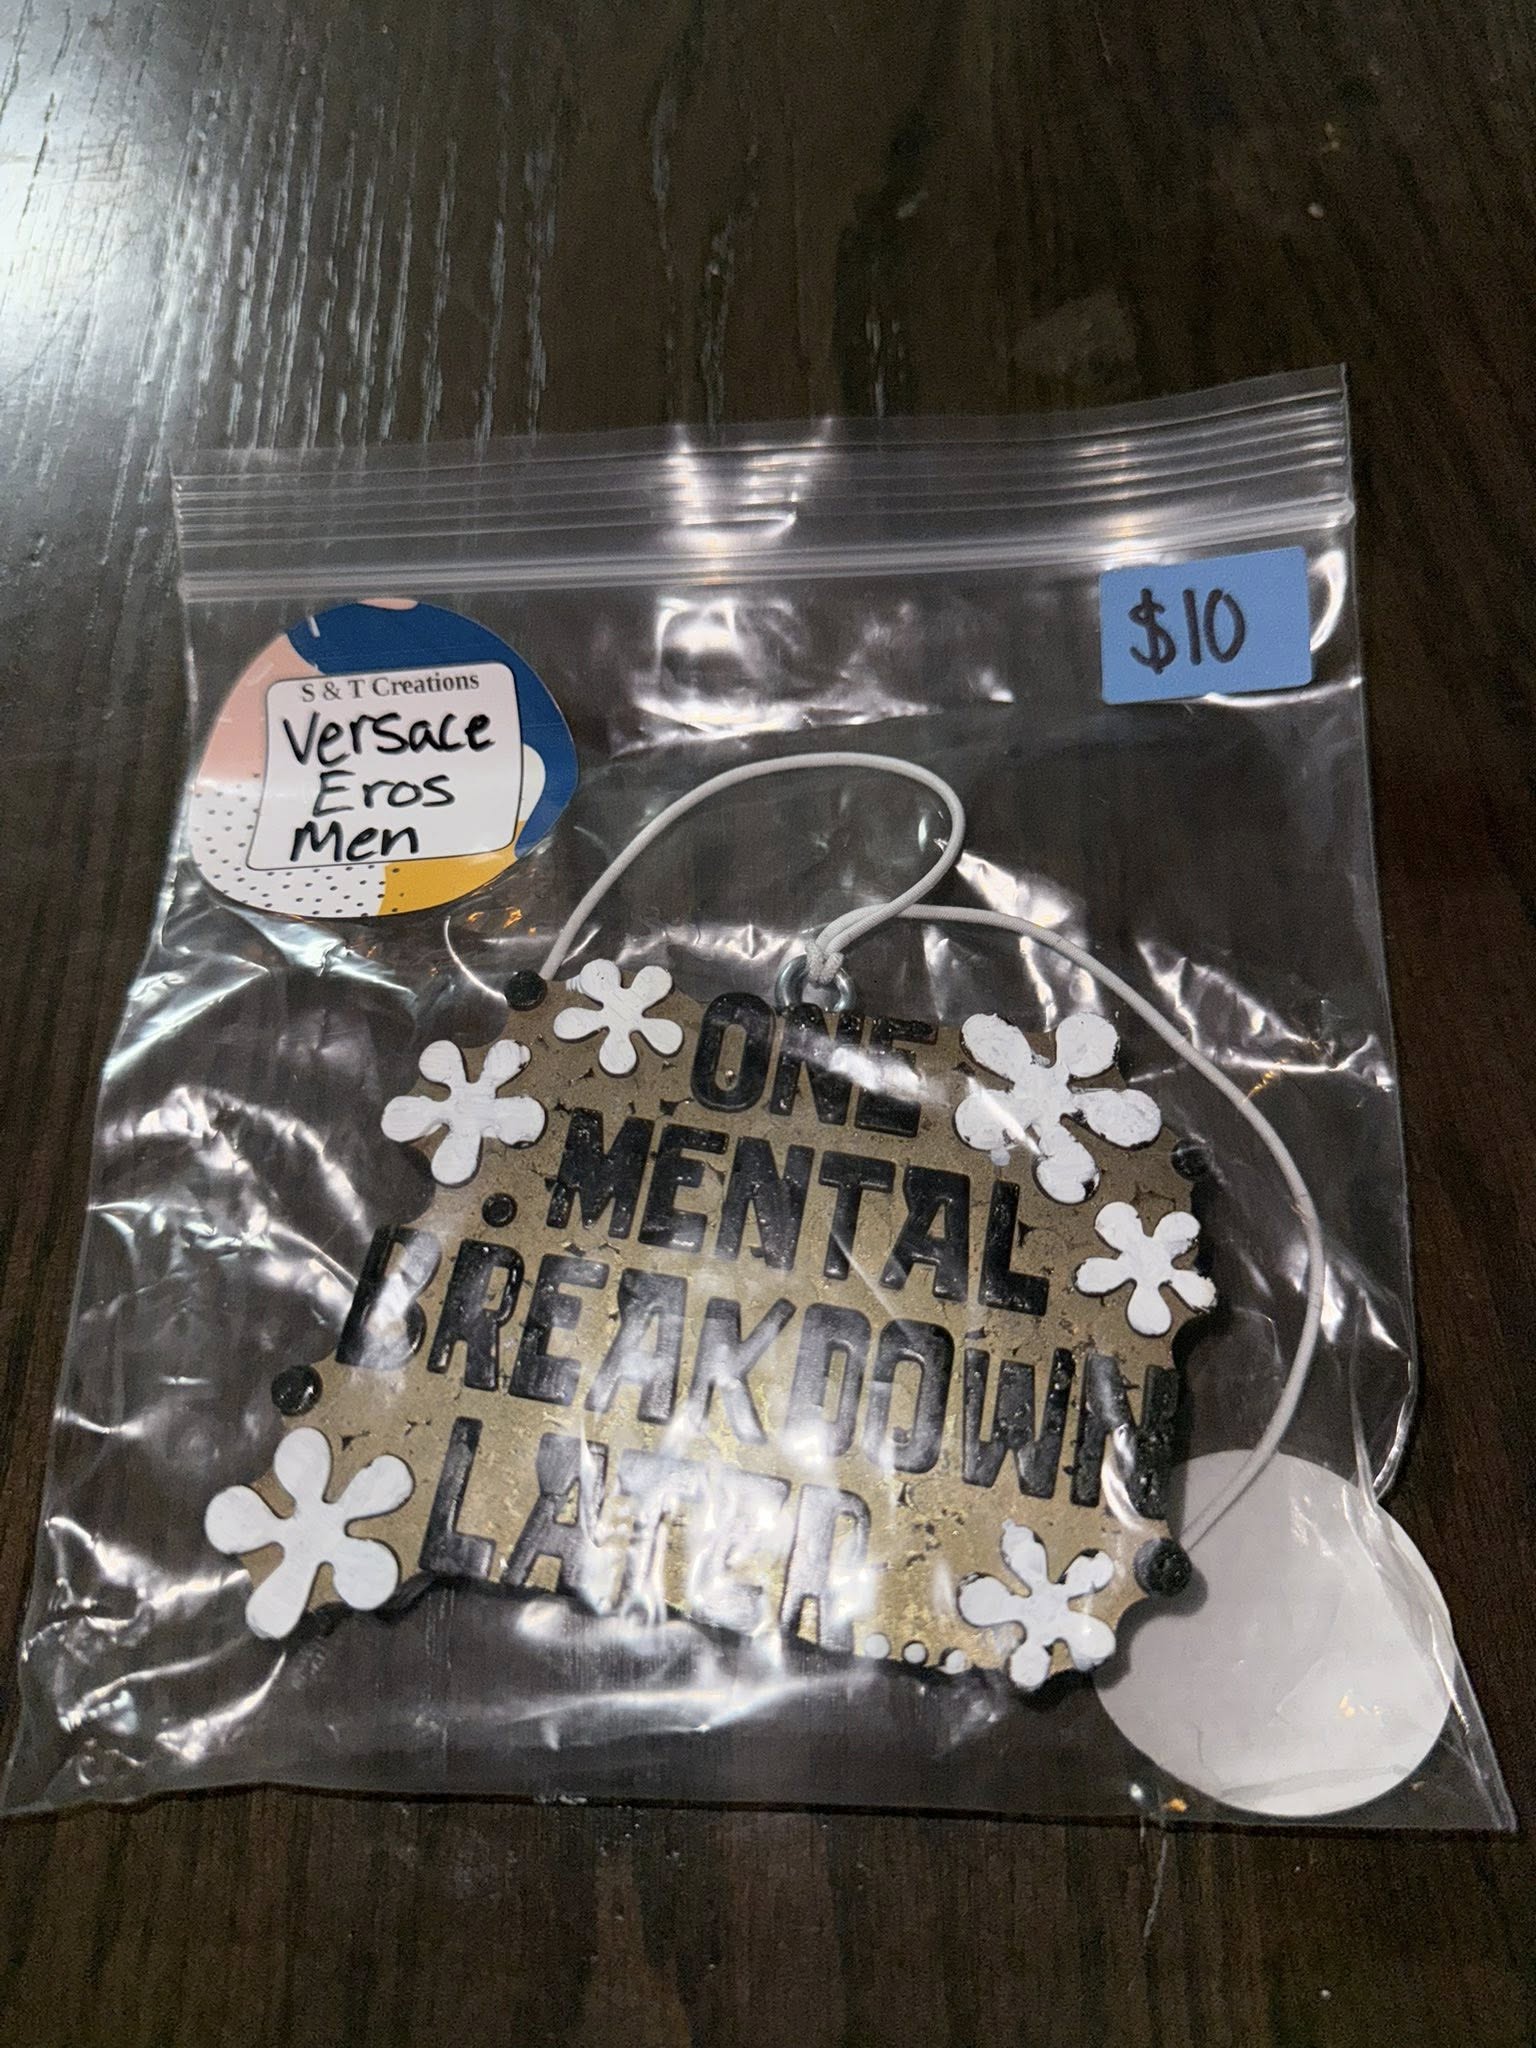 S & T Creations
Versace
Eros
Men
$10
ONE
MENTAL
BREAKDOWN
LATER...